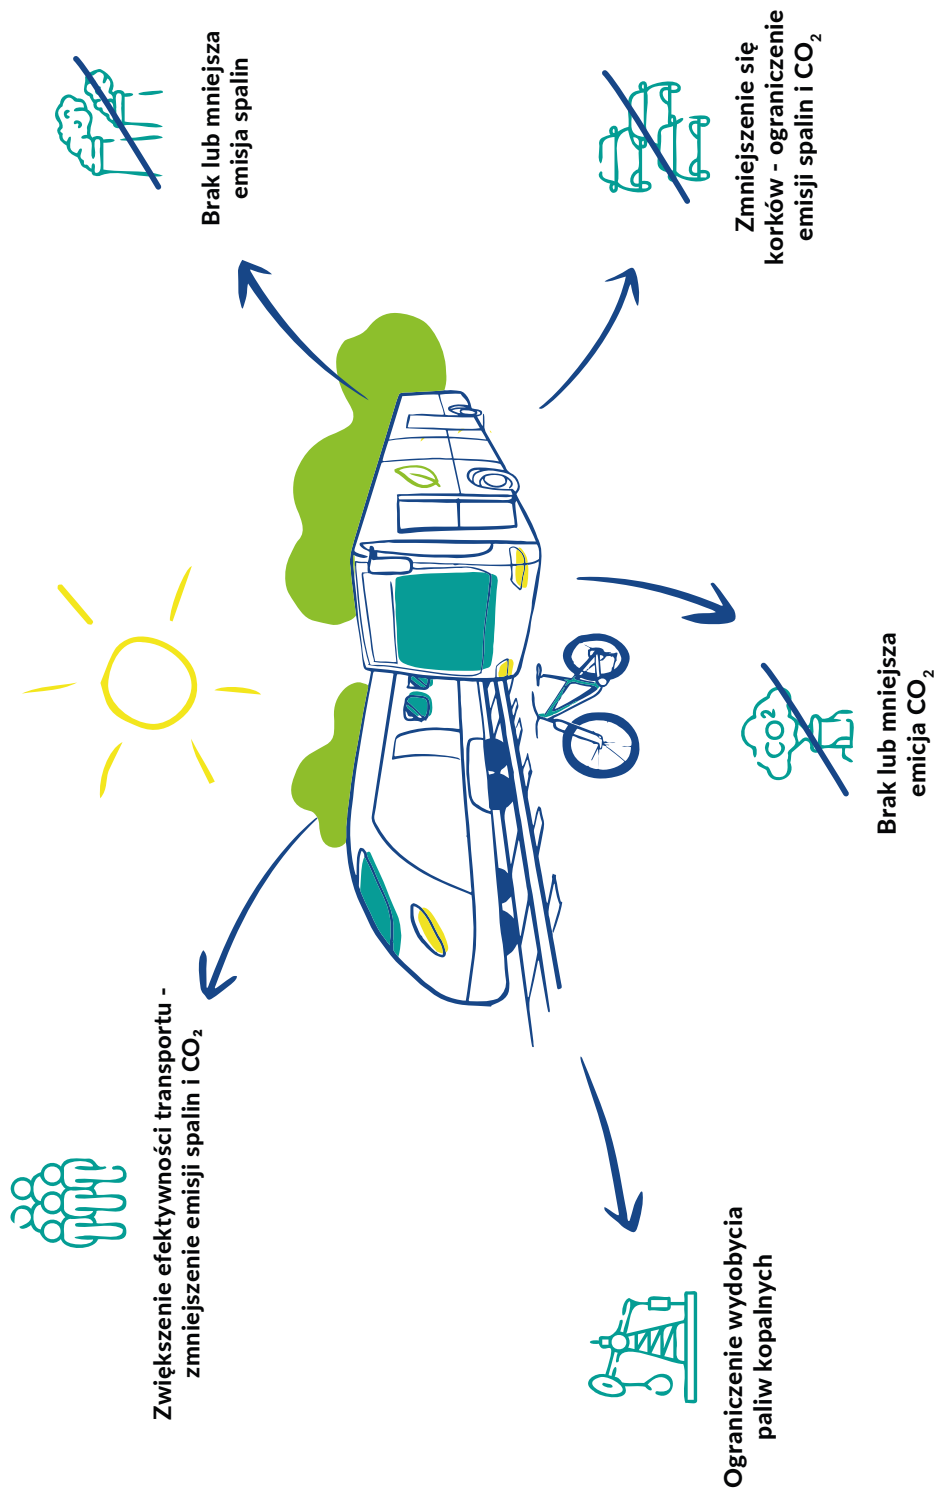 Zwiększenie efektywności transportu -
zmniejszenie emisji spalin i CO₂
Brak lub mniejsza
emisja spalin
Ograniczenie wydobycia
paliw kopalnych
CO²
Brak lub mniejsza
emicja CO₂
Zmniejszenie się
korków - ograniczenie
emisji spalin i CO₂